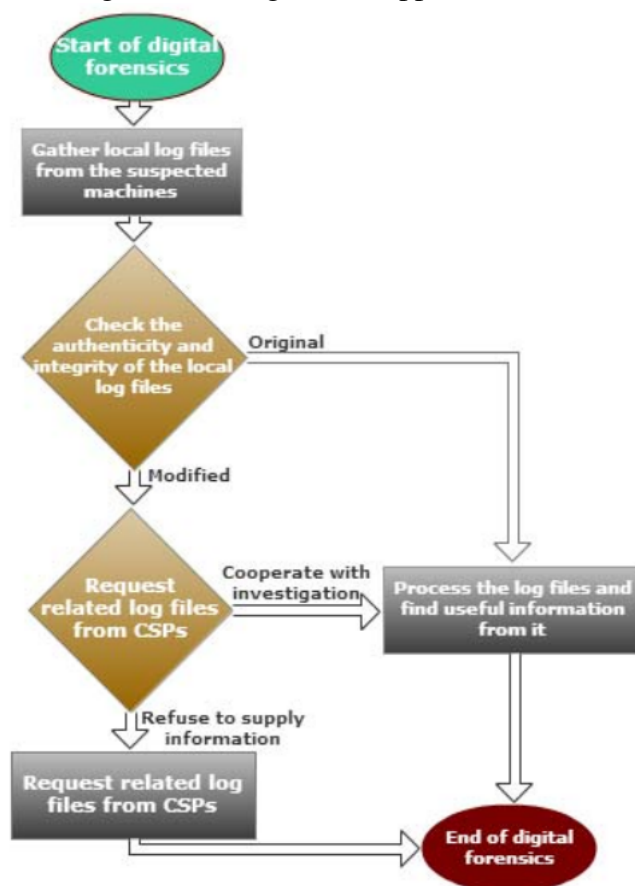 Start of digital
forensics
Gather local log files
from the suspected
machines
Check the
authenticity and
integrity of the local
log files
Original
Modified
Request
related log files
from CSPs
Cooperate with
investigation
Process the log files and
find useful information
from it
Refuse to supply
information
Request related log
files from CSPs
End of digital
forensics